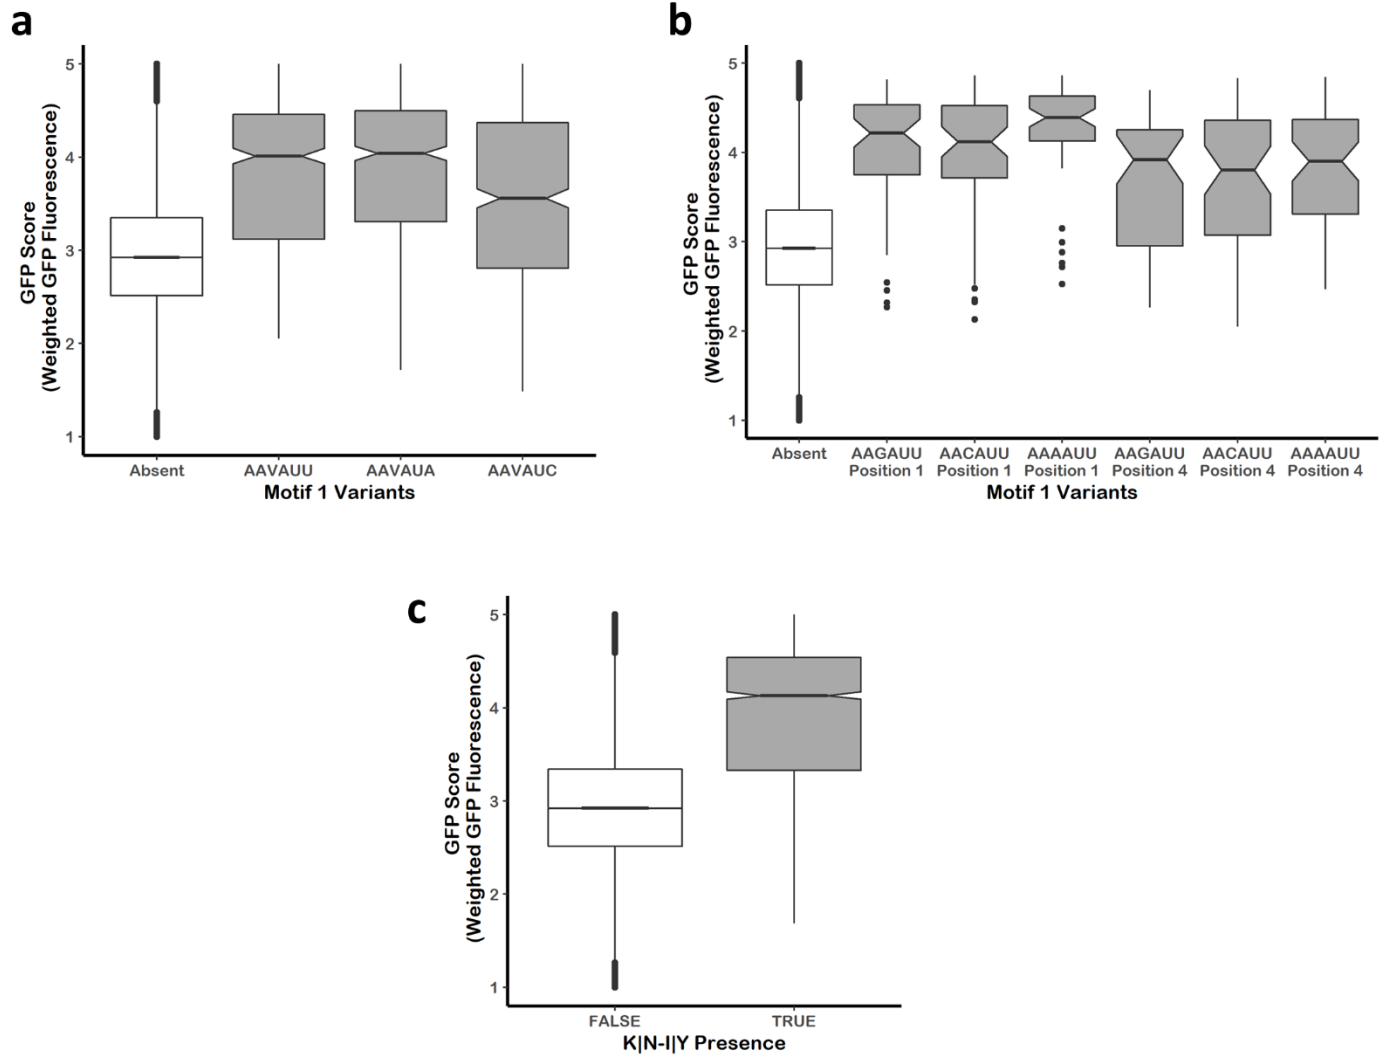 a
GFP Score
(Weighted GFP Fluorescence)
5
4
3
2
1
Absent AAVAUU AAVAUA AAVAUC
Motif 1 Variants
b
GFP Score
(Weighted GFP Fluorescence)
5
4
3
2
1
Absent AAGAUU AACAUU AAAAUU AAGAUU AACAUU AAAAUU
Position 1 Position 1 Position 1 Position 4 Position 4 Position 4
Motif 1 Variants
c
GFP Score
(Weighted GFP Fluorescence)
5
4
3
2
1
FALSE TRUE
K|N-I|Y Presence